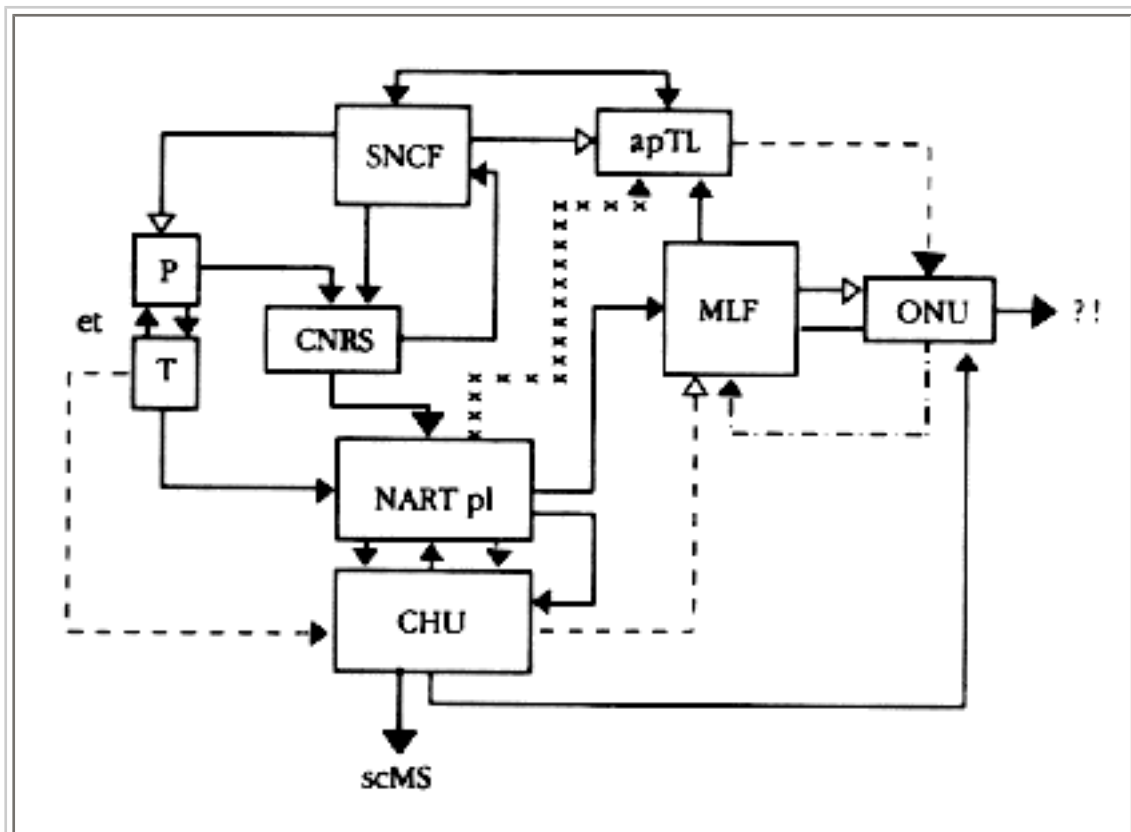 SNCF
apTL
P
et
T
CNRS
MLF
ONU
?!
NART pl
CHU
scMS